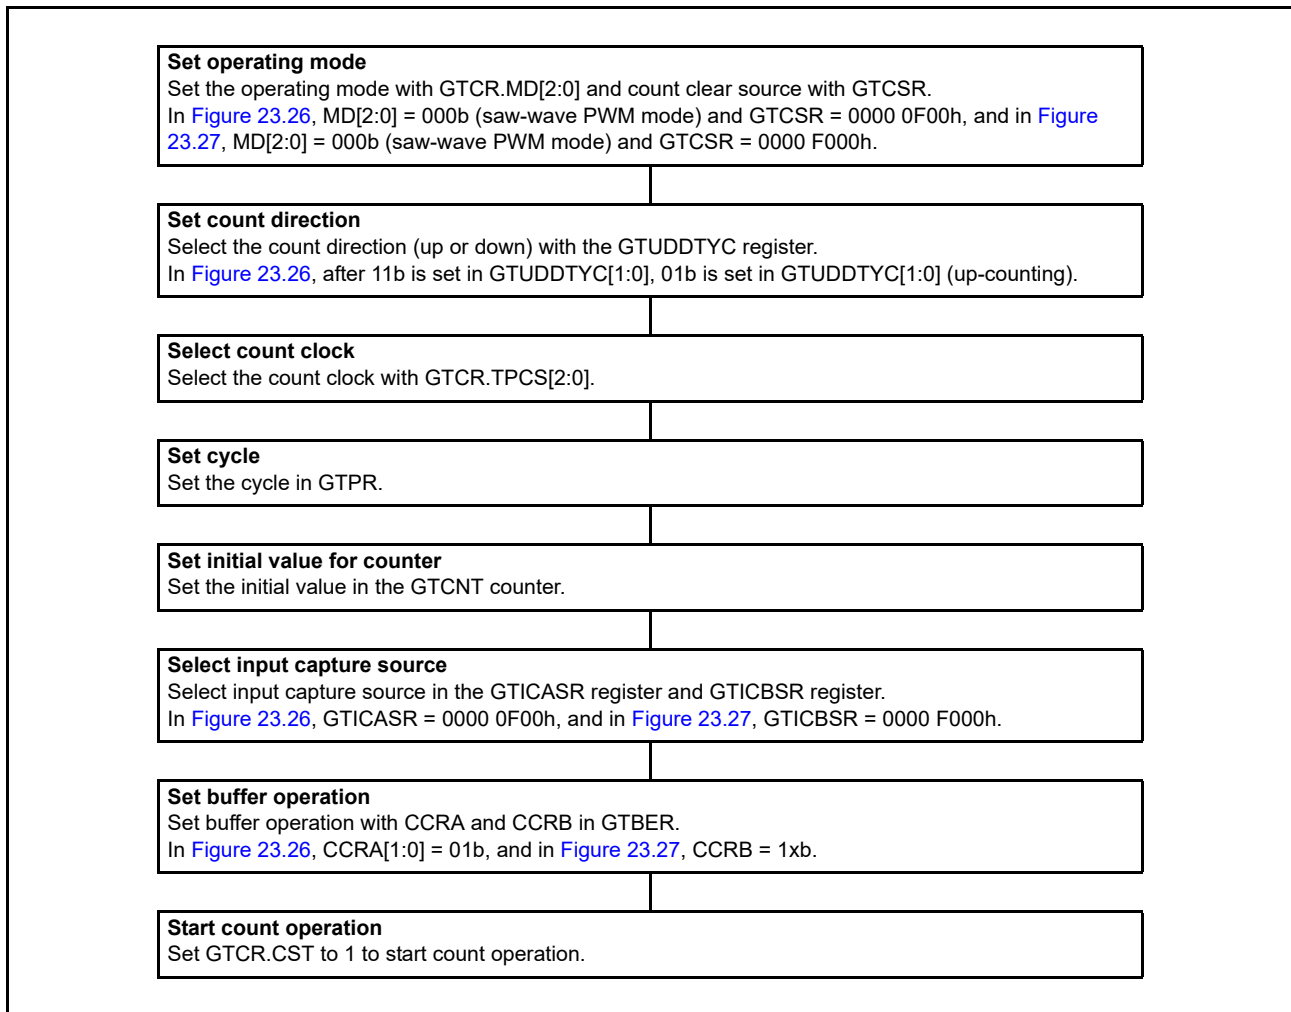 Set operating mode
Set the operating mode with GTCR.MD[2:0] and count clear source with GTCSR.
In Figure 23.26, MD[2:0] = 000b (saw-wave PWM mode) and GTCSR = 0000 0F00h, and in Figure
23.27, MD[2:0] = 000b (saw-wave PWM mode) and GTCSR = 0000 F000h.
Set count direction
Select the count direction (up or down) with the GTUDDTYC register.
In Figure 23.26, after 11b is set in GTUDDTYC[1:0], 01b is set in GTUDDTYC[1:0] (up-counting).
Select count clock
Select the count clock with GTCR.TPCS[2:0].
Set cycle
Set the cycle in GTPR.
Set initial value for counter
Set the initial value in the GTCNT counter.
Select input capture source
Select input capture source in the GTICASR register and GTICBSR register.
In Figure 23.26, GTICASR = 0000 0F00h, and in Figure 23.27, GTICBSR = 0000 F000h.
Set buffer operation
Set buffer operation with CCRA and CCRB in GTBER.
In Figure 23.26, CCRA[1:0] = 01b, and in Figure 23.27, CCRB = 1xb.
Start count operation
Set GTCR.CST to 1 to start count operation.